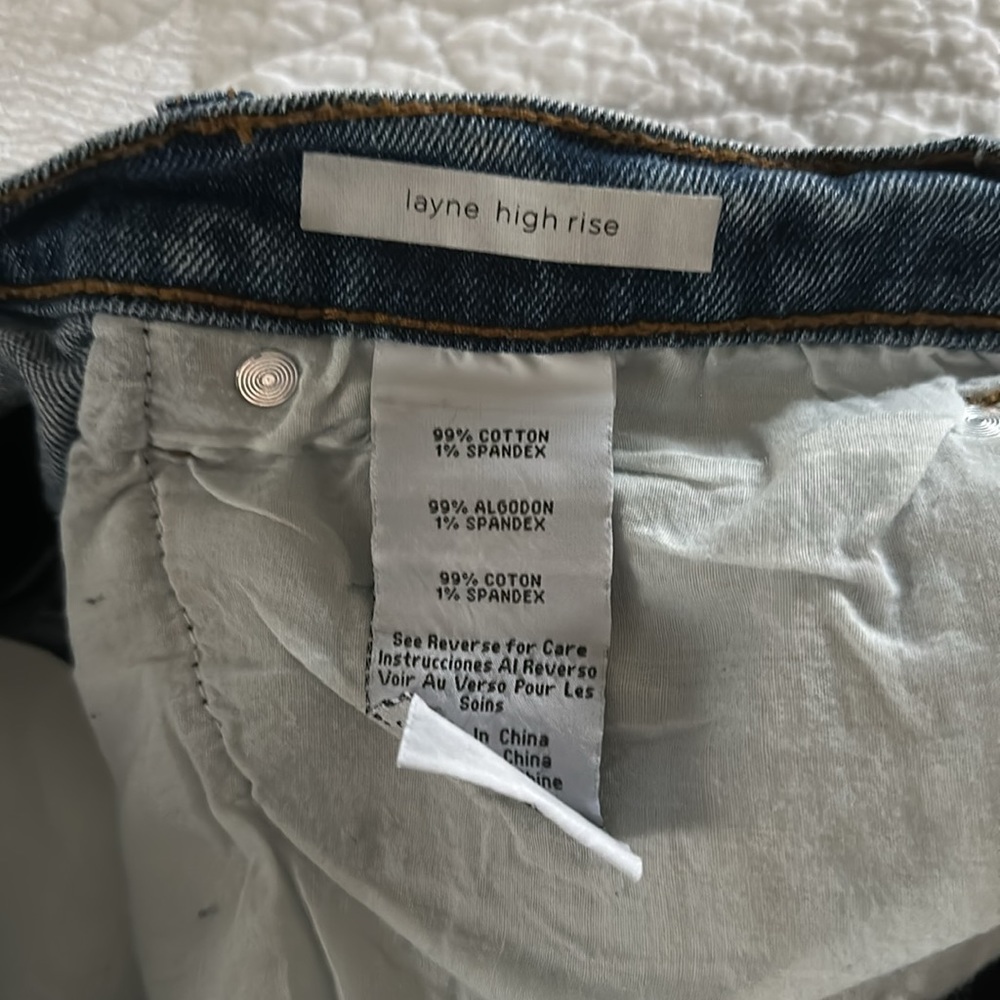 layne high rise
99% COTTON
1% SPANDEX
99% ALGODON
1% SPANDEX
99% COTON
1% SPANDEX
See Reverse for Care
Instrucciones Al Reverso
Voir Au Verso Pour Les
Soins
In China
China